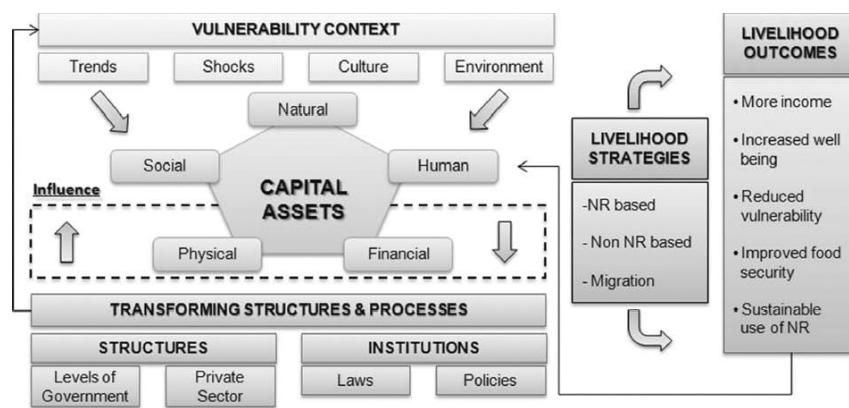 VULNERABILITY CONTEXT
Trends
Shocks
Culture
Environment
Natural
Social
Human
CAPITAL
ASSETS
Influence
Physical
Financial
TRANSFORMING STRUCTURES & PROCESSES
STRUCTURES
INSTITUTIONS
Levels of
Government
Private
Sector
Laws
Policies
LIVELIHOOD
STRATEGIES
-NR based
- Non NR based
- Migration
LIVELIHOOD
OUTCOMES
• More income
• Increased well
being
• Reduced
vulnerability
• Improved food
security
• Sustainable
use of NR